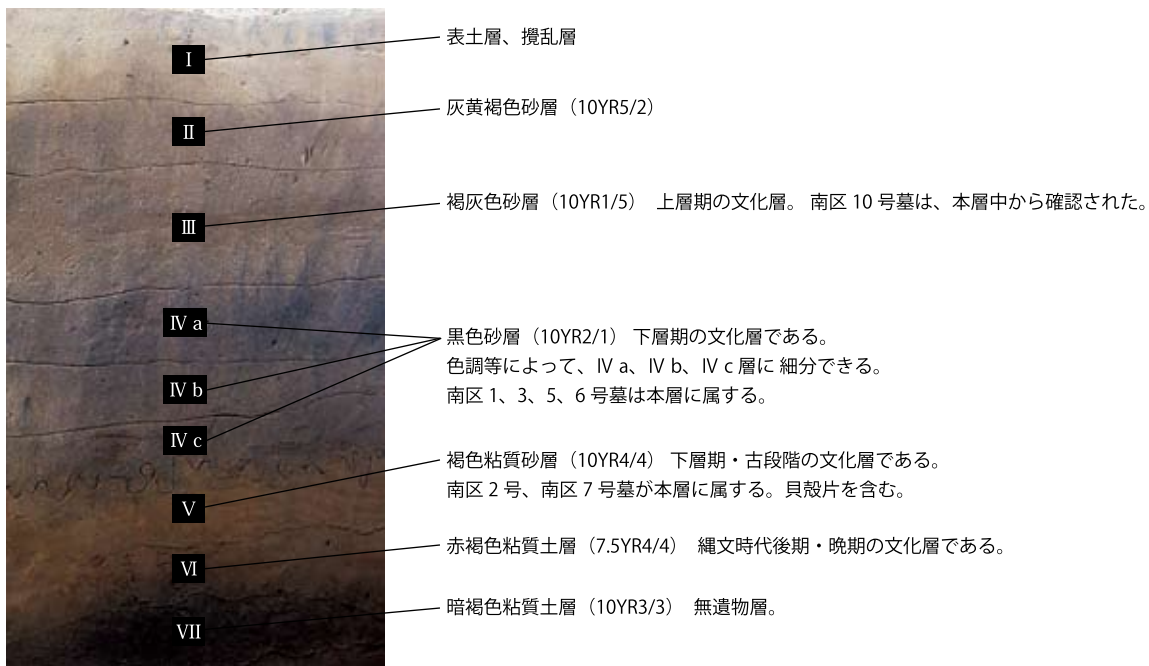 Ⅰ 表土層、攪乱層
Ⅱ 灰黄褐色砂層（10YR5/2）
Ⅲ 褐灰色砂層（10YR1/5） 上層期の文化層。 南区 10 号墓は、本層中から確認された。
Ⅳ a
Ⅳ b
Ⅳ c
黒色砂層（10YR2/1） 下層期の文化層である。
色調等によって、Ⅳ a、Ⅳ b、Ⅳ c 層に 細分できる。
南区 1、3、5、6 号墓は本層に属する。
Ⅴ 褐色粘質砂層（10YR4/4） 下層期・古段階の文化層である。
南区 2 号、南区 7 号墓が本層に属する。貝殻片を含む。
Ⅵ 赤褐色粘質土層（7.5YR4/4） 縄文時代後期・晩期の文化層である。
VII 暗褐色粘質土層（10YR3/3） 無遺物層。